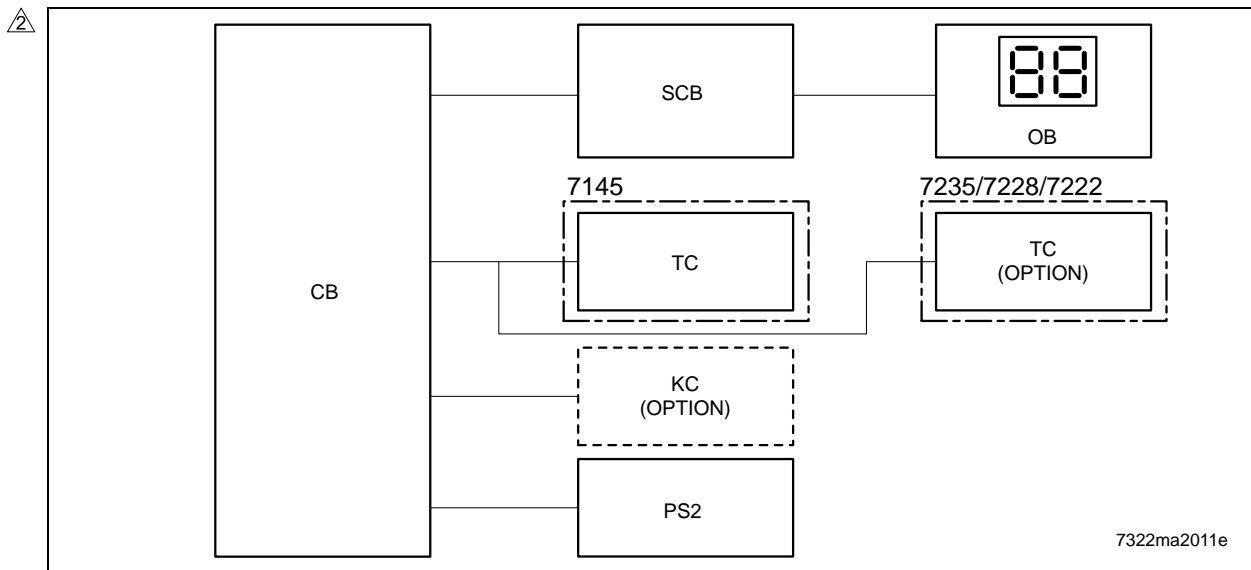 2
CB
SCB
88
OB
7145
TC
7235/7228/7222
TC
(OPTION)
KC
(OPTION)
PS2
7322ma2011e